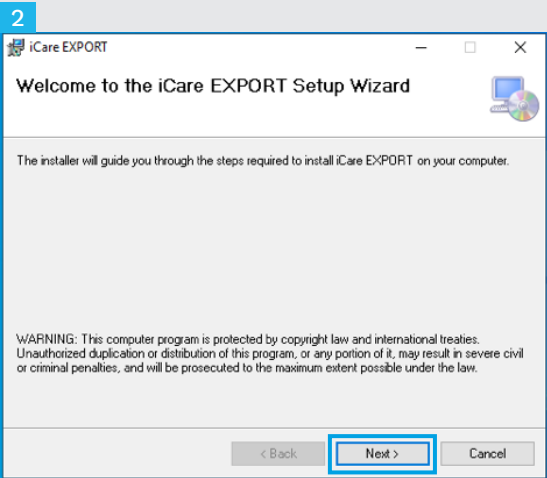 2
iCare EXPORT
Welcome to the iCare EXPORT Setup Wizard
The installer will guide you through the steps required to install iCare EXPORT on your computer.
WARNING: This computer program is protected by copyright law and international treaties.
Unauthorized duplication or distribution of this program, or any portion of it, may result in severe civil
or criminal penalties, and will be prosecuted to the maximum extent possible under the law.
< Back Next > Cancel